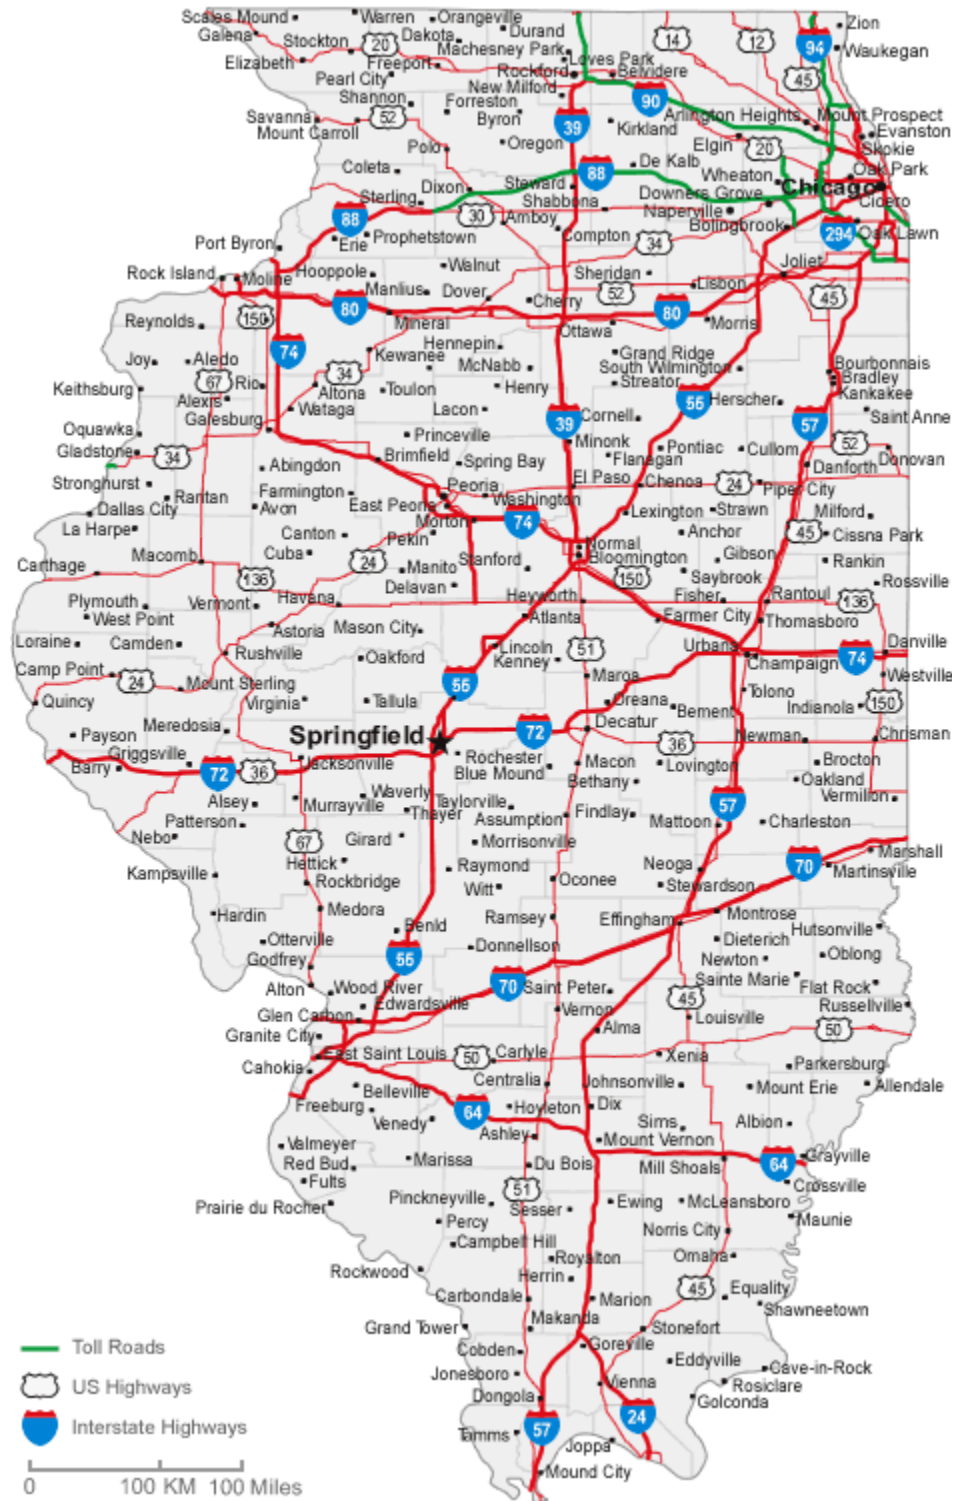 Scales Mound
Warren
Orangeville
Zion
Galena
Stockton
20
Dakota
Durand
14
12
94
Waukegan
Elizabeth
Freeport
Machesney Park
Loves Park
Pearl City
Rockford
Belvidere
45
Shannon
New Milford
90
Savanna
52
Forreston
Byron
39
Kirkland
Arlington Heights
Mount Prospect
Mount Carroll
Evanston
Polo
Oregon
Elgin
20
Skokie
Coleta
De Kalb
88
Wheaton
Oak Park
Dixon
Steward
Downers Grove
Chicago
Sterling
Shabbona
Naperville
Cicero
88
30
Amboy
Bolingbrook
294
Oak Lawn
Port Byron
Erie
Prophetstown
Compton
34
Rock Island
Moline
Hooppole
Walnut
Sheridan
Joliet
Manlius
Dover
Cherry
52
Lisbon
45
Reynolds
150
80
Mineral
Ottawa
80
Morris
74
Hennepin
Joy
Aledo
34
Kewanee
McNabb
Grand Ridge
South Wilmington
Bourbonnais
Keithsburg
67
Rio
Altona
Toulon
Henry
Streator
Bradley
Alexis
Wataga
Lacon
39
Cornell
55
Herscher
Kankakee
Oquawka
Galesburg
Princeville
Minonk
57
Saint Anne
Gladstone
34
Brimfield
Flanagan
Pontiac
Cullom
52
Donovan
Abingdon
Spring Bay
Danforth
Stronghurst
Rantan
Farmington
Peoria
El Paso
Chenoa
24
Piper City
Dallas City
Avon
East Peoria
Washington
Lexington
Strawn
Milford
La Harpe
Canton
Morton
74
Anchor
45
Cissna Park
Macomb
Cuba
24
Pekin
Normal
Bloomington
Gibson
Carthage
136
Manito
Stanford
150
Saybrook
Rankin
Delavan
Rossville
Plymouth
Vermont
Havana
Heyworth
Fisher
Rantoul
136
West Point
Atlanta
Farmer City
Thomasboro
Loraine
Camden
Astoria
Mason City
Lincoln
51
Urbana
Danville
Rushville
Oakford
Kenney
Champaign
74
Camp Point
24
Mount Sterling
55
Maroa
Westville
Quincy
Virginia
Tallula
Oreana
Tolono
Bement
Indianola
150
Payson
Meredosia
Springfield
72
Decatur
36
Newman
Chrisman
Griggsville
Barry
72
36
Jacksonville
Rochester
Blue Mound
Macon
Lovington
Brocton
Bethany
Oakland
Alsey
Murrayville
Waverly
Thayer
Taylorville
57
Vermilion
Patterson
Assumption
Findlay
Mattoon
Charleston
Nebo
67
Girard
Morrisonville
Hettick
Raymond
Neoga
70
Marshall
Kampsville
Rockbridge
Witt
Oconee
Stewardson
Martinsville
Hardin
Medora
Ramsey
Effingham
Montrose
Benld
Hutsonville
Otterville
55
Donnellson
Dieterich
Godfrey
Newton
Oblong
Alton
Wood River
70
Saint Peter
Sainte Marie
Flat Rock
Edwardsville
45
Russellville
Glen Carbon
Vernon
Louisville
Granite City
Alma
50
East Saint Louis
50
Carlyle
Xenia
Cahokia
Parkersburg
Belleville
Centralia
Johnsonville
Mount Erie
Allendale
Freeburg
64
Hoyleton
Dix
Venedy
Sims
Albion
Ashley
Mount Vernon
Valmeyer
Grayville
Red Bud
Marissa
Du Bois
Mill Shoals
64
Fults
Crossville
51
Prairie du Rocher
Pinckneyville
Sesser
Ewing
McLeansboro
Percy
Maunie
Campbell Hill
Norris City
Royalton
Omaha
Rockwood
Herrin
45
Equality
Carbondale
Marion
Shawneetown
Grand Tower
Makanda
Stonefort
Toll Roads
Cobden
Goreville
Eddyville
Cave-in-Rock
US Highways
Jonesboro
Vienna
Rosiclare
Dongola
Golconda
Interstate Highways
57
24
Tamms
Joppa
Mound City
0 100 KM 100 Miles